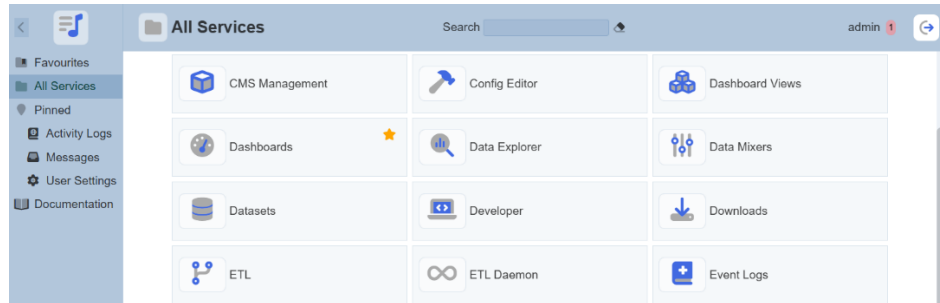 All Services
Search
admin 1
Favourites
All Services
Pinned
Activity Logs
Messages
User Settings
Documentation
CMS Management
Config Editor
Dashboard Views
Dashboards
Data Explorer
Data Mixers
Datasets
Developer
Downloads
ETL
ETL Daemon
Event Logs